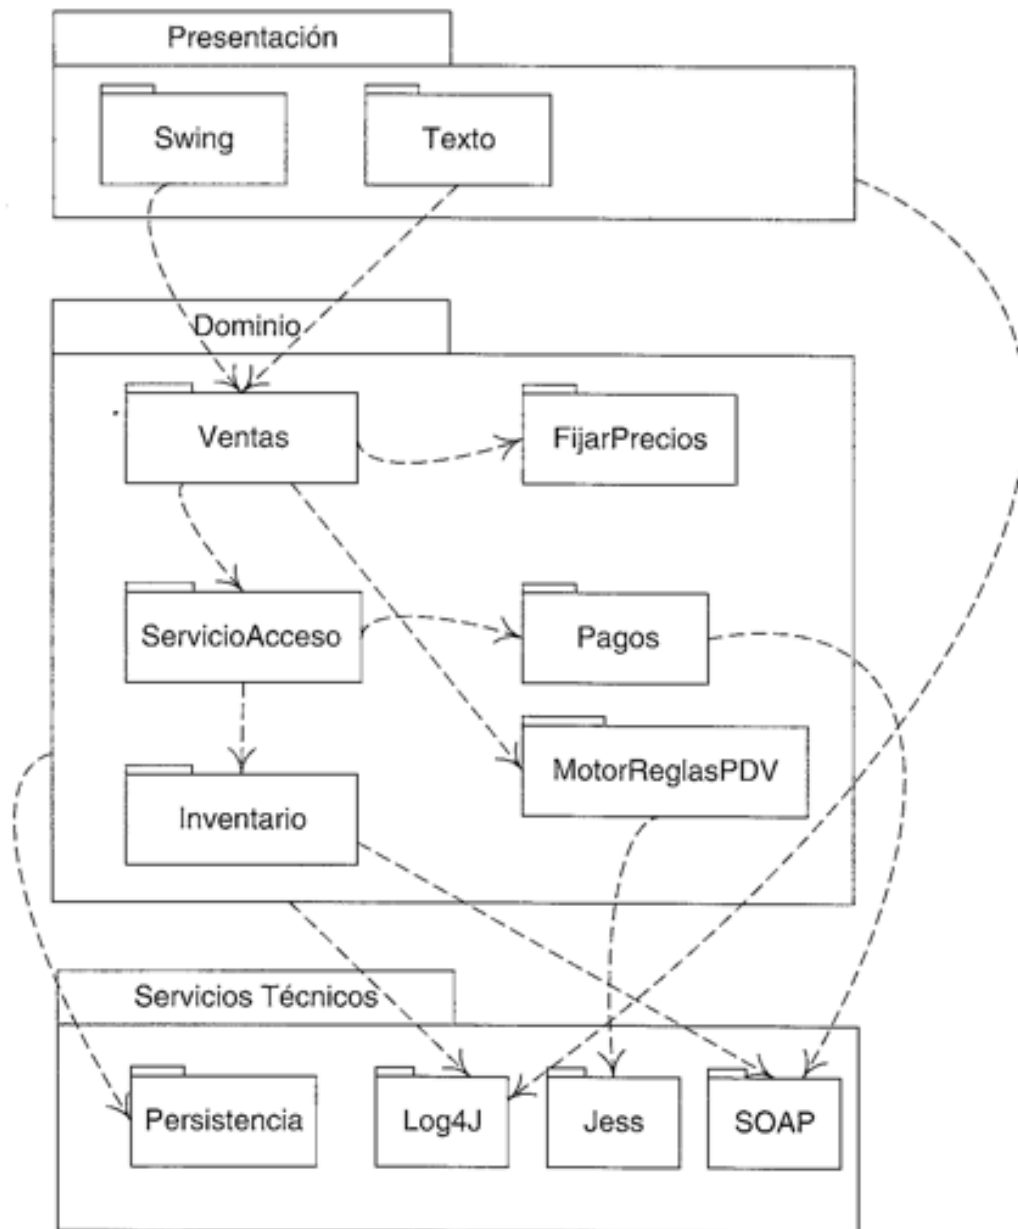 Presentación
Swing
Texto
Dominio
Ventas
FijarPrecios
ServicioAcceso
Pagos
MotorReglasPDV
Inventario
Servicios Técnicos
Persistencia
Log4J
Jess
SOAP